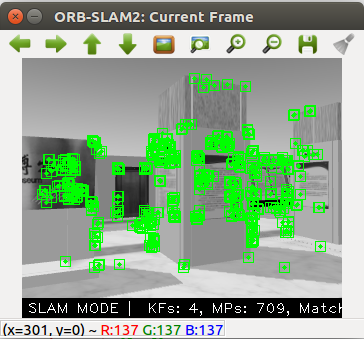 ORB-SLAM2: Current Frame
SLAM MODE | KFs: 4, MPs: 709, Match
(x=301, y=0) ~ R:137 G:137 B:137